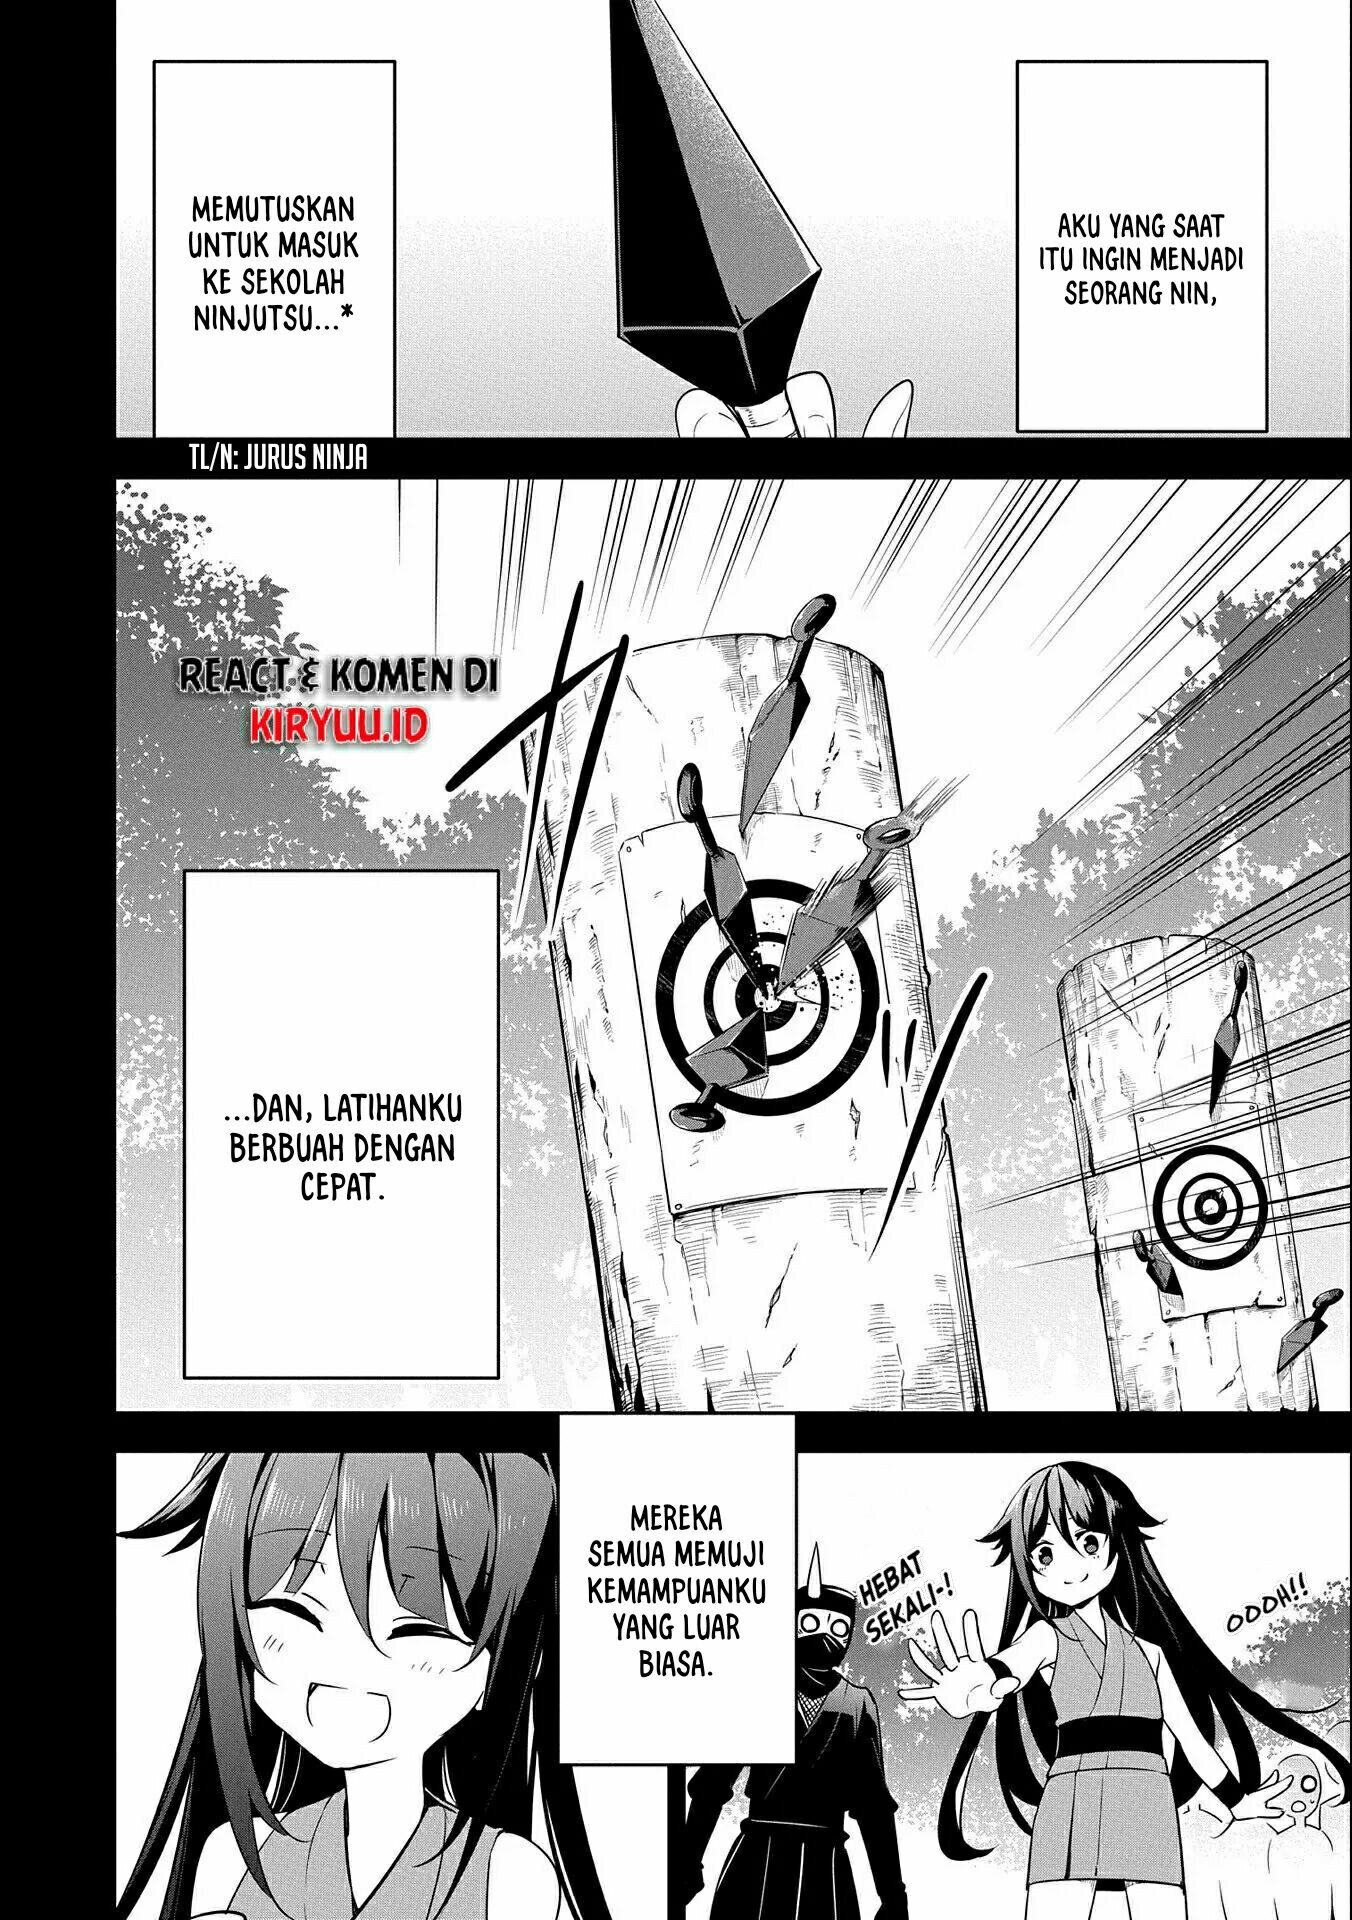 AKU YANG SAAT
ITU INGIN MENJADI
SEORANG NIN,
MEMUTUSKAN
UNTUK MASUK
KE SEKOLAH
NINJUTSU...*
TL/N: JURUS NINJA
REACT & KOMEN DI
KIRYUU.ID
...DAN, LATIHANKU
BERBUAH DENGAN
CEPAT.
MEREKA
SEMUA MEMUJI
KEMAMPUANKU
YANG LUAR
BIASA.
OOOH!!
HEBAT
SEKALI-!